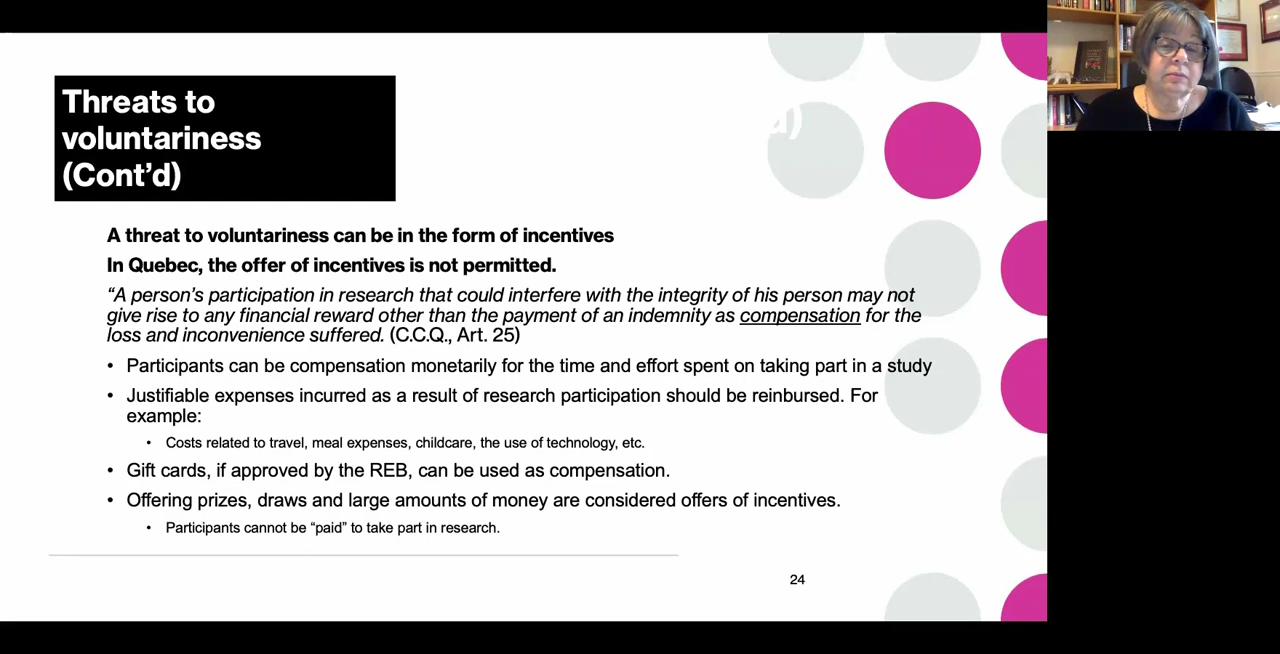 Threats to
voluntariness
(Cont’d)
d)
A threat to voluntariness can be in the form of incentives
In Quebec, the offer of incentives is not permitted.
“A person’s participation in research that could interfere with the integrity of his person may not
give rise to any financial reward other than the payment of an indemnity as compensation for the
loss and inconvenience suffered. (C.C.Q., Art. 25)
• Participants can be compensation monetarily for the time and effort spent on taking part in a study
• Justifiable expenses incurred as a result of research participation should be reinbursed. For
example:
• Costs related to travel, meal expenses, childcare, the use of technology, etc.
• Gift cards, if approved by the REB, can be used as compensation.
• Offering prizes, draws and large amounts of money are considered offers of incentives.
• Participants cannot be “paid” to take part in research.
24